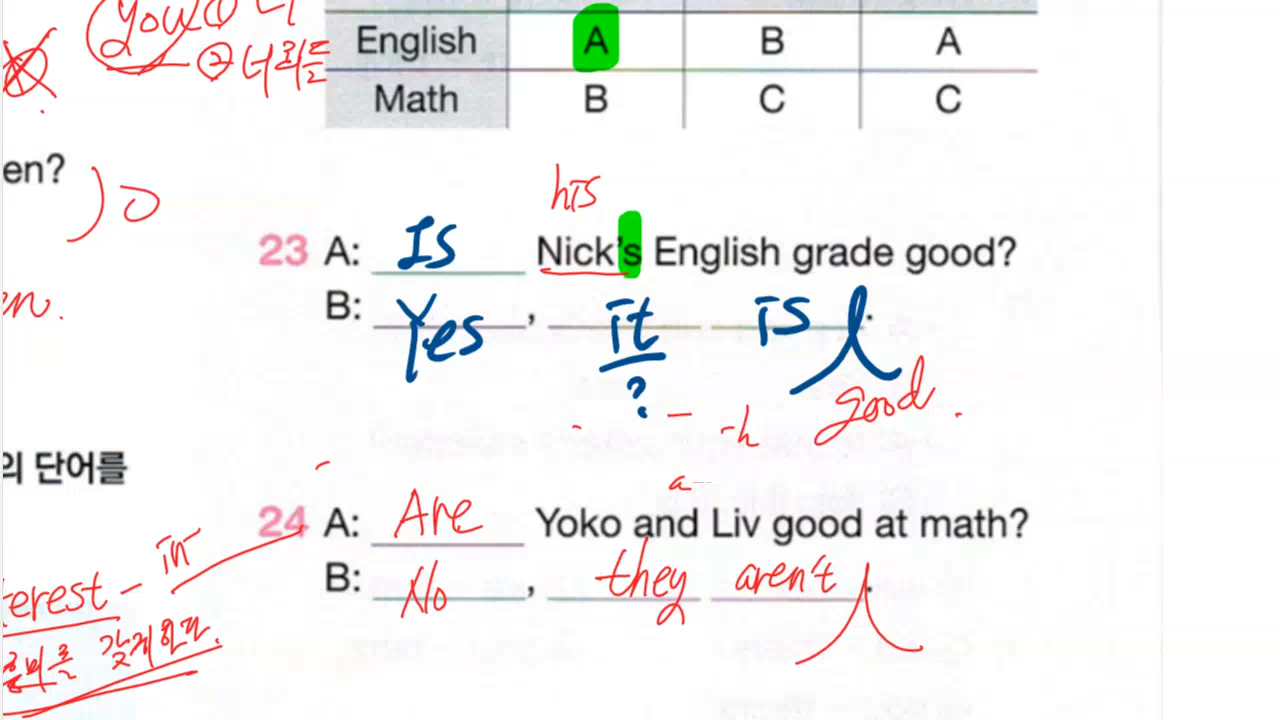 you ① 너
② 너희들
English A B A
Math B C C
en?
his
23 A: Is Nick's English grade good?
B: Yes, it is.
?
good.
en.
의 단어를
24 A: Are Yoko and Liv good at math?
B: No, they aren't.
erest - in
흥미를 갖게한다.